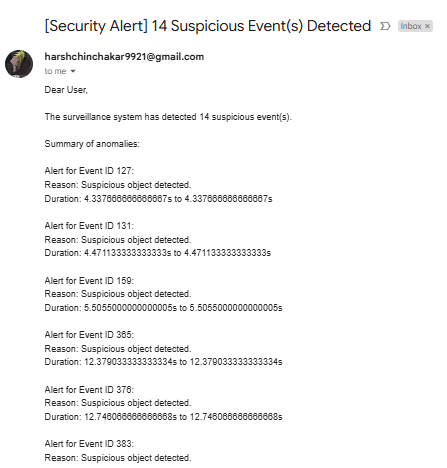 [Security Alert] 14 Suspicious Event(s) Detected Inbox ×
harshchinchakar9921@gmail.com
to me
Dear User,
The surveillance system has detected 14 suspicious event(s).
Summary of anomalies:
Alert for Event ID 127:
Reason: Suspicious object detected.
Duration: 4.337666666666667s to 4.337666666666667s
Alert for Event ID 131:
Reason: Suspicious object detected.
Duration: 4.471133333333333s to 4.471133333333333s
Alert for Event ID 159:
Reason: Suspicious object detected.
Duration: 5.5055000000000005s to 5.5055000000000005s
Alert for Event ID 365:
Reason: Suspicious object detected.
Duration: 12.379033333333334s to 12.379033333333334s
Alert for Event ID 376:
Reason: Suspicious object detected.
Duration: 12.746066666666668s to 12.746066666666668s
Alert for Event ID 383:
Reason: Suspicious object detected.